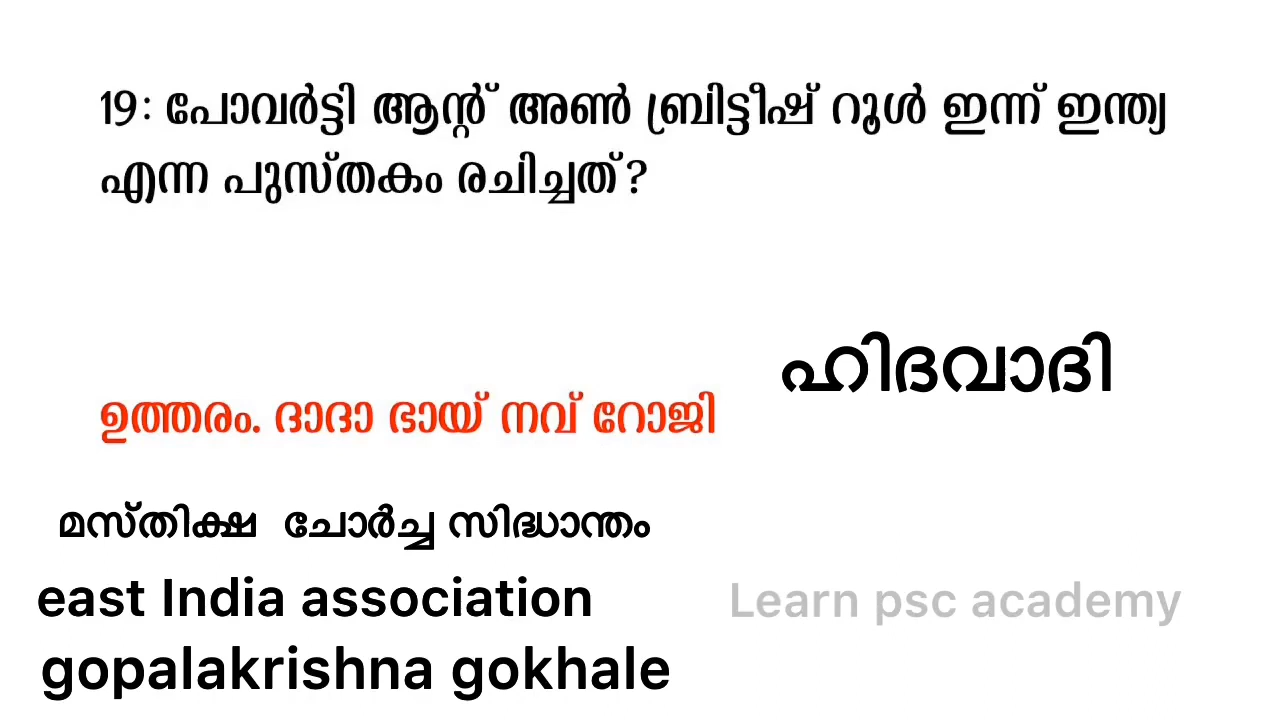 19: പോവർട്ടി ആന്റ് അൺ ബ്രിട്ടീഷ് റൂൾ ഇന്ന് ഇന്ത്യ
എന്ന പുസ്തകം രചിച്ചത്?
ഹിദവാദി
ഉത്തരം. ദാദാ ഭായ് നവ് റോജി
മസ്തിക്ഷ ചോർച്ച സിദ്ധാന്തം
east India association
Learn psc academy
gopalakrishna gokhale